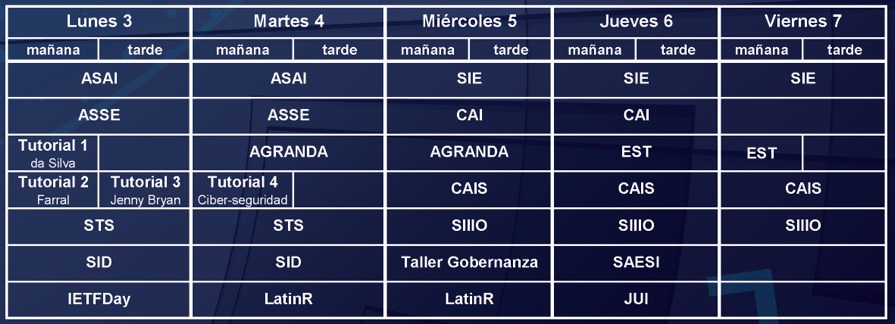 Lunes 3 Martes 4 Miércoles 5 Jueves 6 Viernes 7
mañana tarde mañana tarde mañana tarde mañana tarde mañana tarde
ASAI ASAI SIE SIE SIE
ASSE ASSE CAI CAI
Tutorial 1 AGRANDA AGRANDA EST EST
da Silva
Tutorial 2 Tutorial 3 Tutorial 4 CAIS CAIS CAIS
Farral Jenny Bryan Ciber-seguridad
STS STS SIIIO SIIIO SIIIO
SID SID Taller Gobernanza SAESI
IETFDay LatinR LatinR JUI